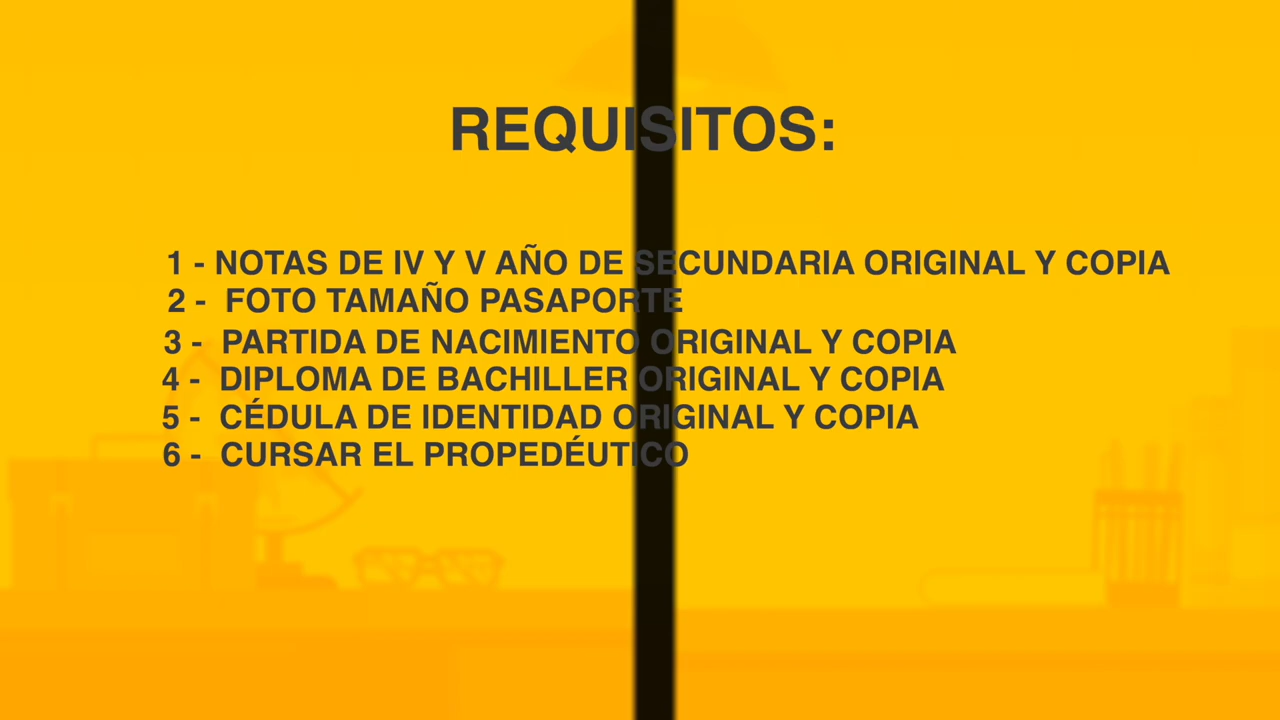 REQUISITOS:
1 - NOTAS DE IV Y V AÑO DE SECUNDARIA ORIGINAL Y COPIA
2 - FOTO TAMAÑO PASAPORTE
3 - PARTIDA DE NACIMIENTO ORIGINAL Y COPIA
4 - DIPLOMA DE BACHILLER ORIGINAL Y COPIA
5 - CÉDULA DE IDENTIDAD ORIGINAL Y COPIA
6 - CURSAR EL PROPEDÉUTICO